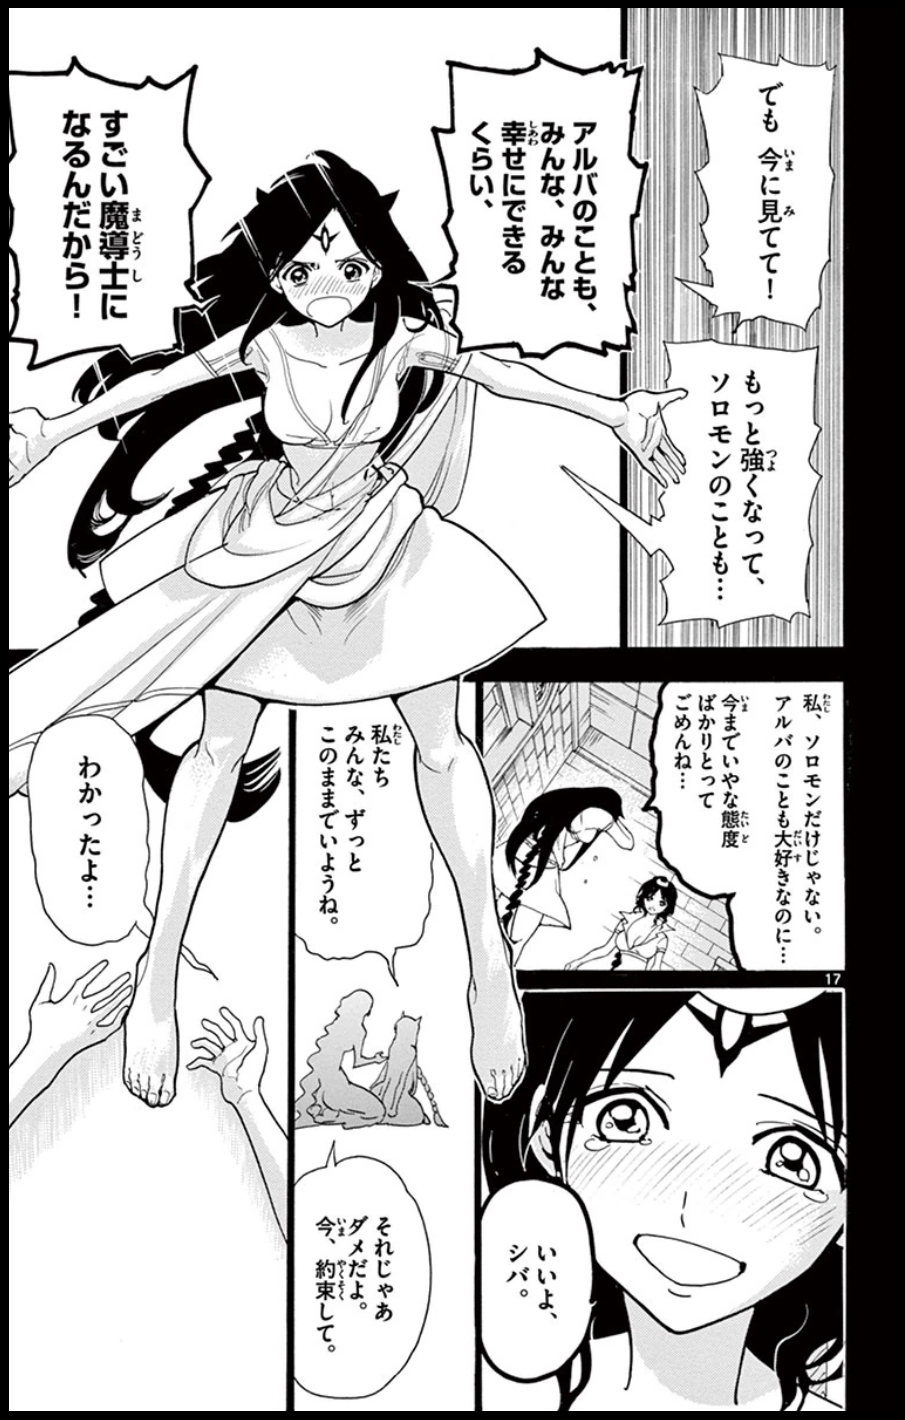 でも 今に見てて！
もっと強くなって、
ソロモンのことも…
アルバのことも、
みんな、みんな
幸せにできる
くらい、
すごい魔導士に
なるんだから！
私、ソロモンだけじゃない。
アルバのことも大好きなのに…
今までいやな態度
ばかりとって
ごめんね…
17
いいよ、
シバ。
私たち
みんな、ずっと
このままでいようね。
それじゃあ
ダメだよ。
今、約束して。
わかったよ…